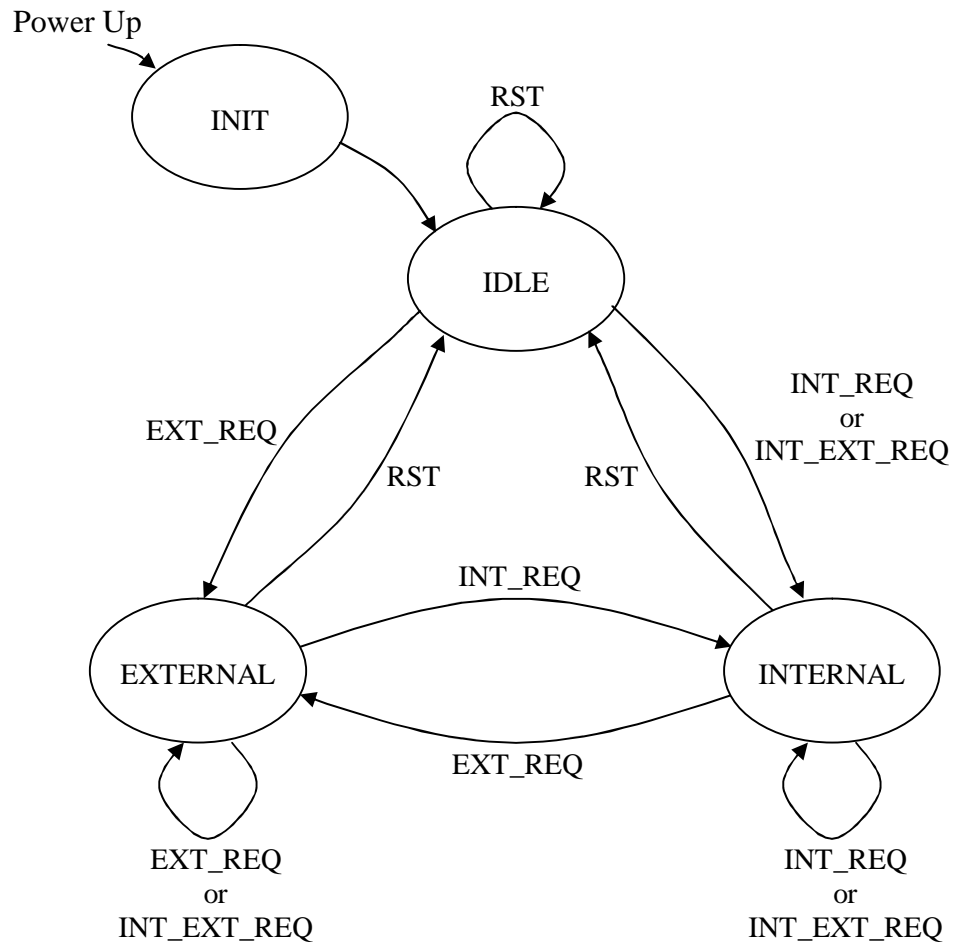 Power Up
INIT
RST
IDLE
INT_REQ
or
INT_EXT_REQ
EXT_REQ
RST
RST
INT_REQ
EXTERNAL
INTERNAL
EXT_REQ
EXT_REQ
or
INT_EXT_REQ
INT_REQ
or
INT_EXT_REQ